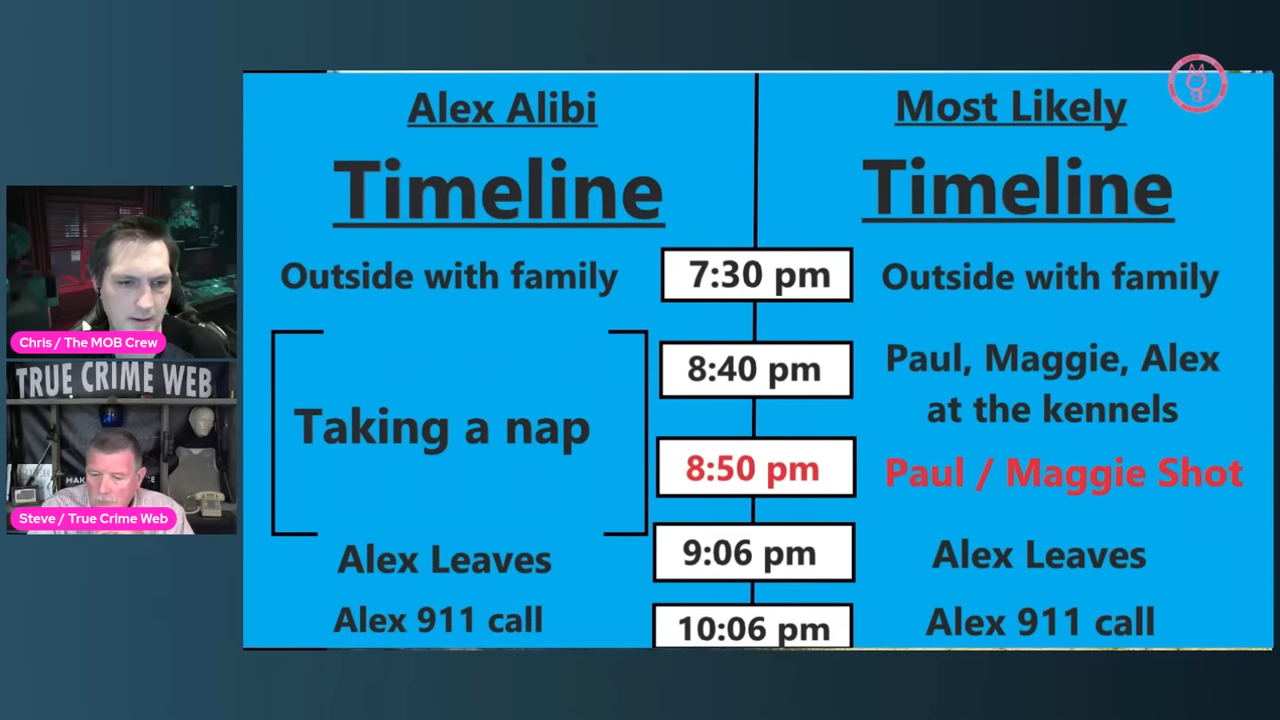 Alex Alibi
Timeline
Most Likely
Timeline
Outside with family
7:30 pm
Outside with family
8:40 pm
Paul, Maggie, Alex
at the kennels
Taking a nap
8:50 pm
Paul / Maggie Shot
Alex Leaves
9:06 pm
Alex Leaves
Alex 911 call
10:06 pm
Alex 911 call
Chris / The MOB Crew
TRUE CRIME WEB
Steve / True Crime Web